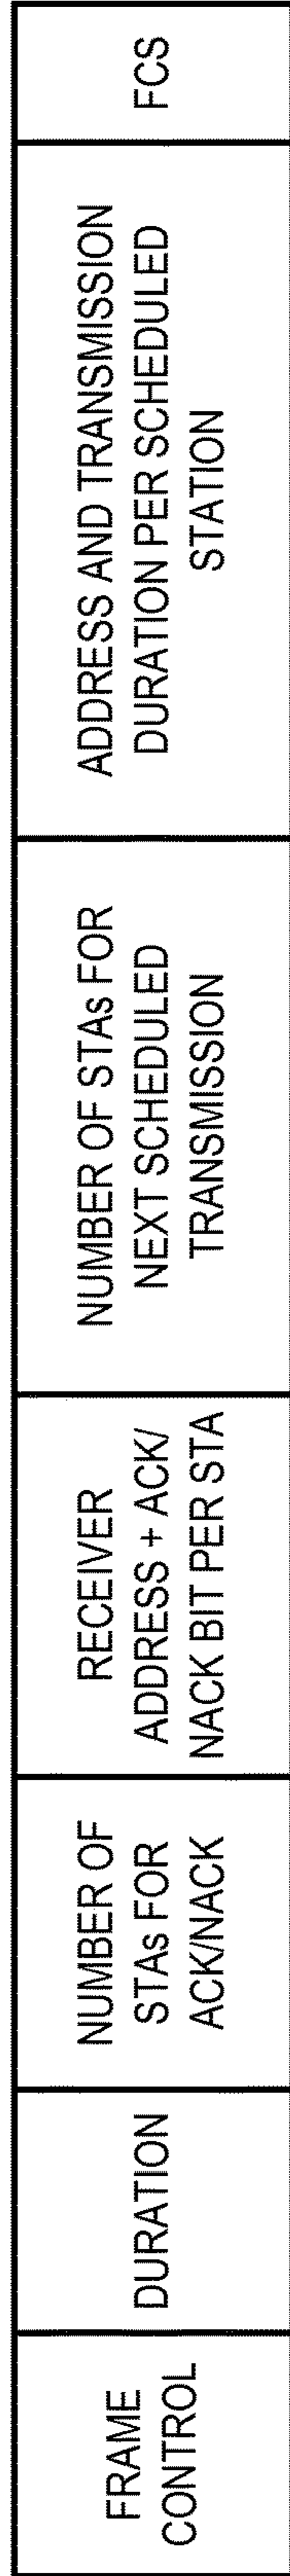 FRAME
CONTROL
DURATION
NUMBER OF
STAs FOR
ACK/NACK
RECEIVER
ADDRESS + ACK/
NACK BIT PER STA
NUMBER OF STAs FOR
NEXT SCHEDULED
TRANSMISSION
ADDRESS AND TRANSMISSION
DURATION PER SCHEDULED
STATION
FCS